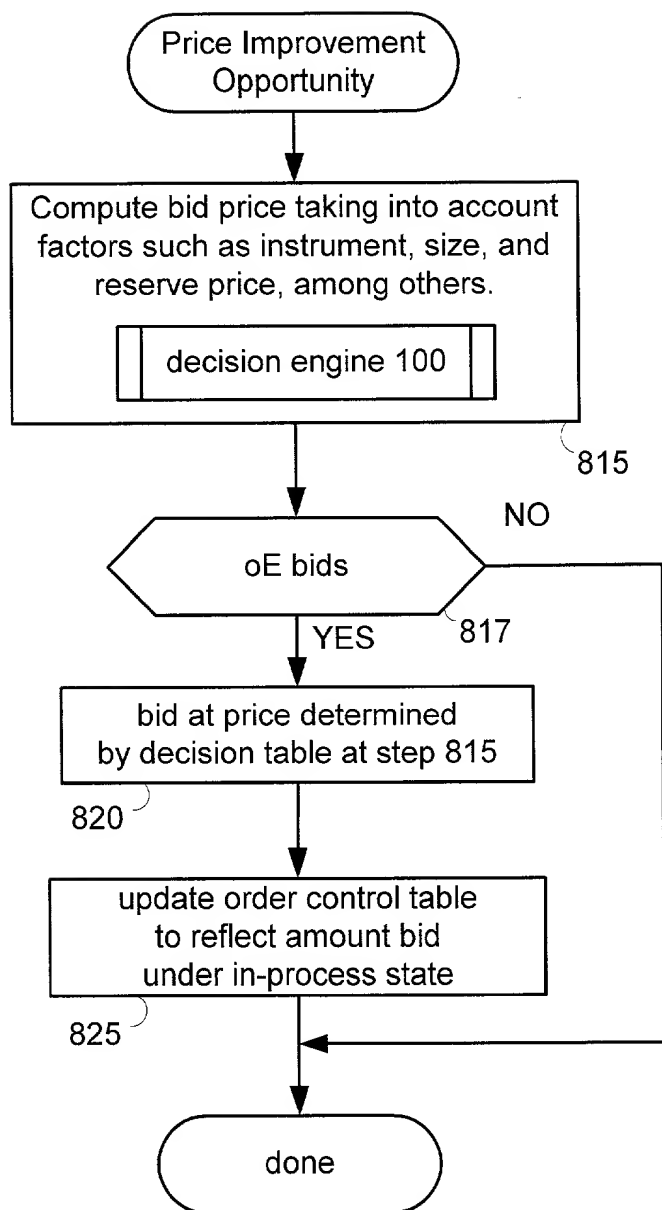 Price Improvement
Opportunity
Compute bid price taking into account
factors such as instrument, size, and
reserve price, among others.
decision engine 100
815
NO
oE bids
817
YES
bid at price determined
by decision table at step 815
820
update order control table
to reflect amount bid
under in-process state
825
done